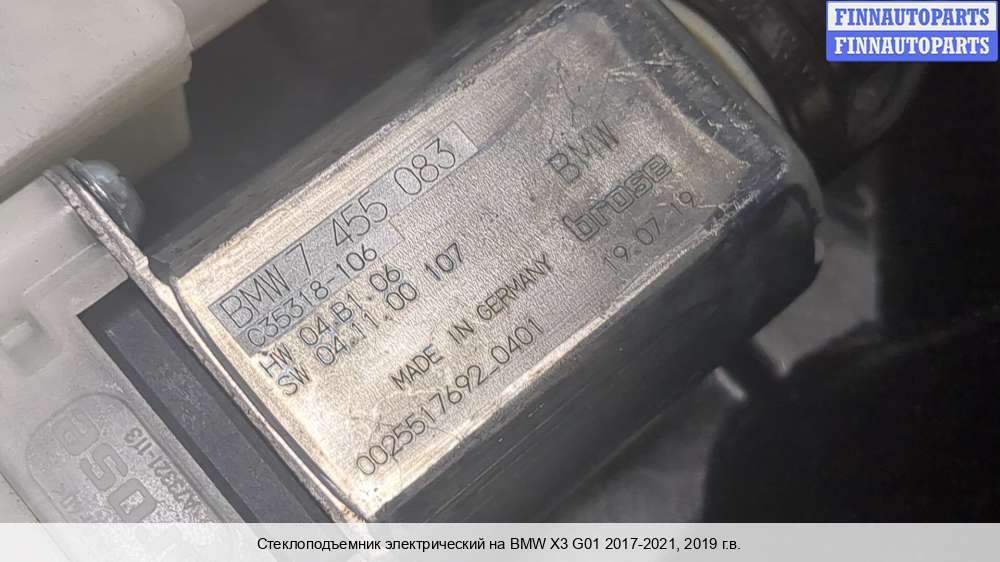 FINNAUTOPARTS
FINNAUTOPARTS
BMW 7 455 083
C35318-106
HW 04.B1.06
SW 04.11.00 107
MADE IN GERMANY
0025517692_0401
BMW
brose
19.07.19
Стеклоподъемник электрический на BMW X3 G01 2017-2021, 2019 г.в.